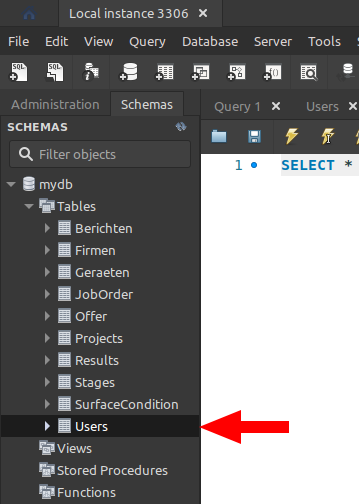 Local instance 3306 ✕
File Edit View Query Database Server Tools
Administration Schemas Query 1 ✕ Users ✕
SCHEMAS
Filter objects
1 SELECT *
mydb
Tables
Berichten
Firmen
Geraeten
JobOrder
Offer
Projects
Results
Stages
SurfaceCondition
Users
Views
Stored Procedures
Functions